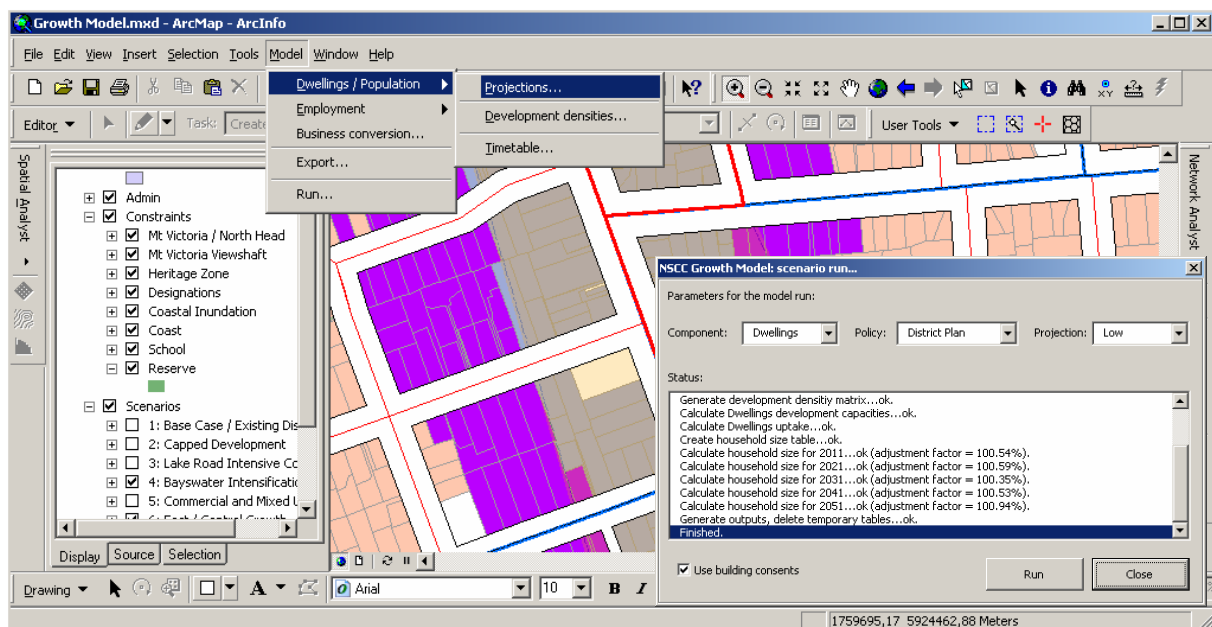 Growth Model.mxd - ArcMap - ArcInfo
File Edit View Insert Selection Tools Model Window Help
Dwellings / Population
Employment
Business conversion...
Export...
Run...
Projections...
Development densities...
Timetable...
Editor
Task: Create
User Tools
Spatial Analyst
Network Analyst
Admin
Constraints
Mt Victoria / North Head
Mt Victoria Viewshaft
Heritage Zone
Designations
Coastal Inundation
Coast
School
Reserve
Scenarios
1: Base Case / Existing Dis
2: Capped Development
3: Lake Road Intensive Cc
4: Bayswater Intensificatic
5: Commercial and Mixed L
Display Source Selection
NSCC Growth Model: scenario run...
Parameters for the model run:
Component: Dwellings Policy: District Plan Projection: Low
Status:
Generate development densitiy matrix...ok.
Calculate Dwellings development capacities...ok.
Calculate Dwellings uptake...ok.
Create household size table...ok.
Calculate household size for 2011...ok (adjustment factor = 100.54%).
Calculate household size for 2021...ok (adjustment factor = 100.59%).
Calculate household size for 2031...ok (adjustment factor = 100.35%).
Calculate household size for 2041...ok (adjustment factor = 100.53%).
Calculate household size for 2051...ok (adjustment factor = 100.94%).
Generate outputs, delete temporary tables...ok.
Finished.
Use building consents
Run Close
Drawing A Arial 10 B I
1759695,17 5924462,88 Meters